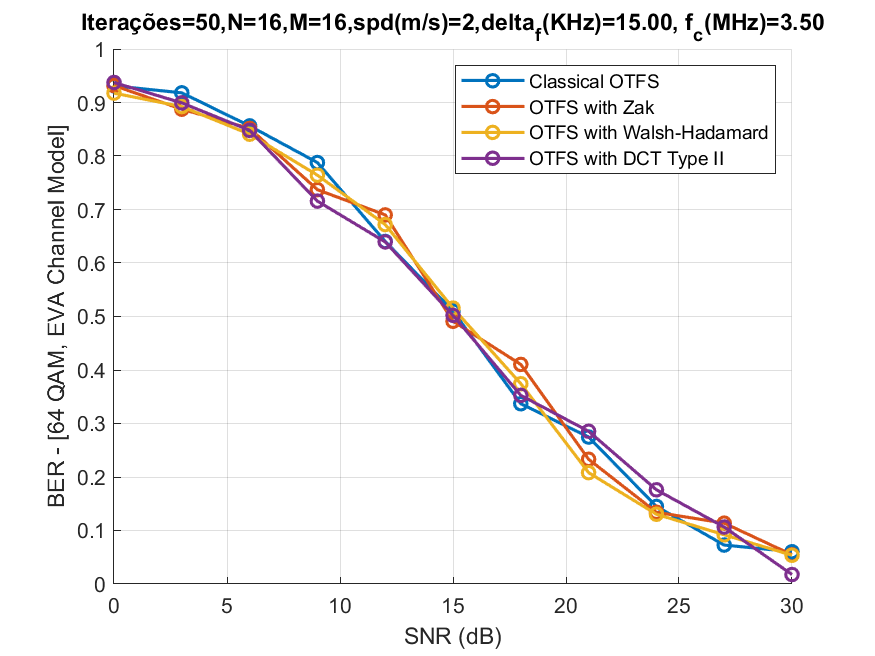 Iterações=50,N=16,M=16,spd(m/s)=2,delta_f(KHz)=15.00, f_c(MHz)=3.50
1
0.9
0.8
0.7
0.6
0.5
0.4
0.3
0.2
0.1
0
BER - [64 QAM, EVA Channel Model]
Classical OTFS
OTFS with Zak
OTFS with Walsh-Hadamard
OTFS with DCT Type II
0 5 10 15 20 25 30
SNR (dB)